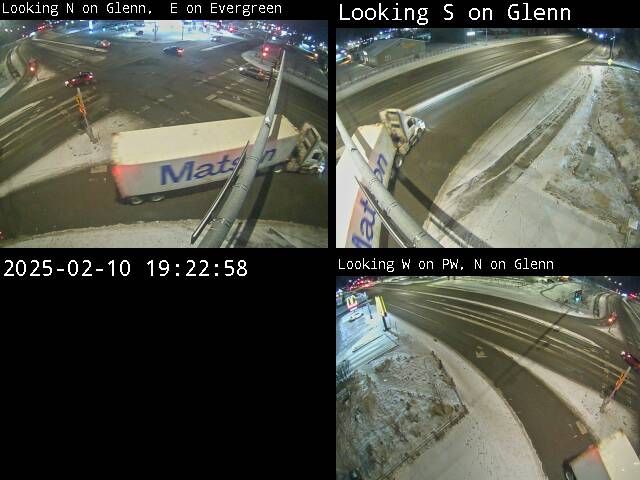 Looking N on Glenn, E on Evergreen
Looking S on Glenn
Matson
Matson
2025-02-10 19:22:58
Looking W on PW, N on Glenn